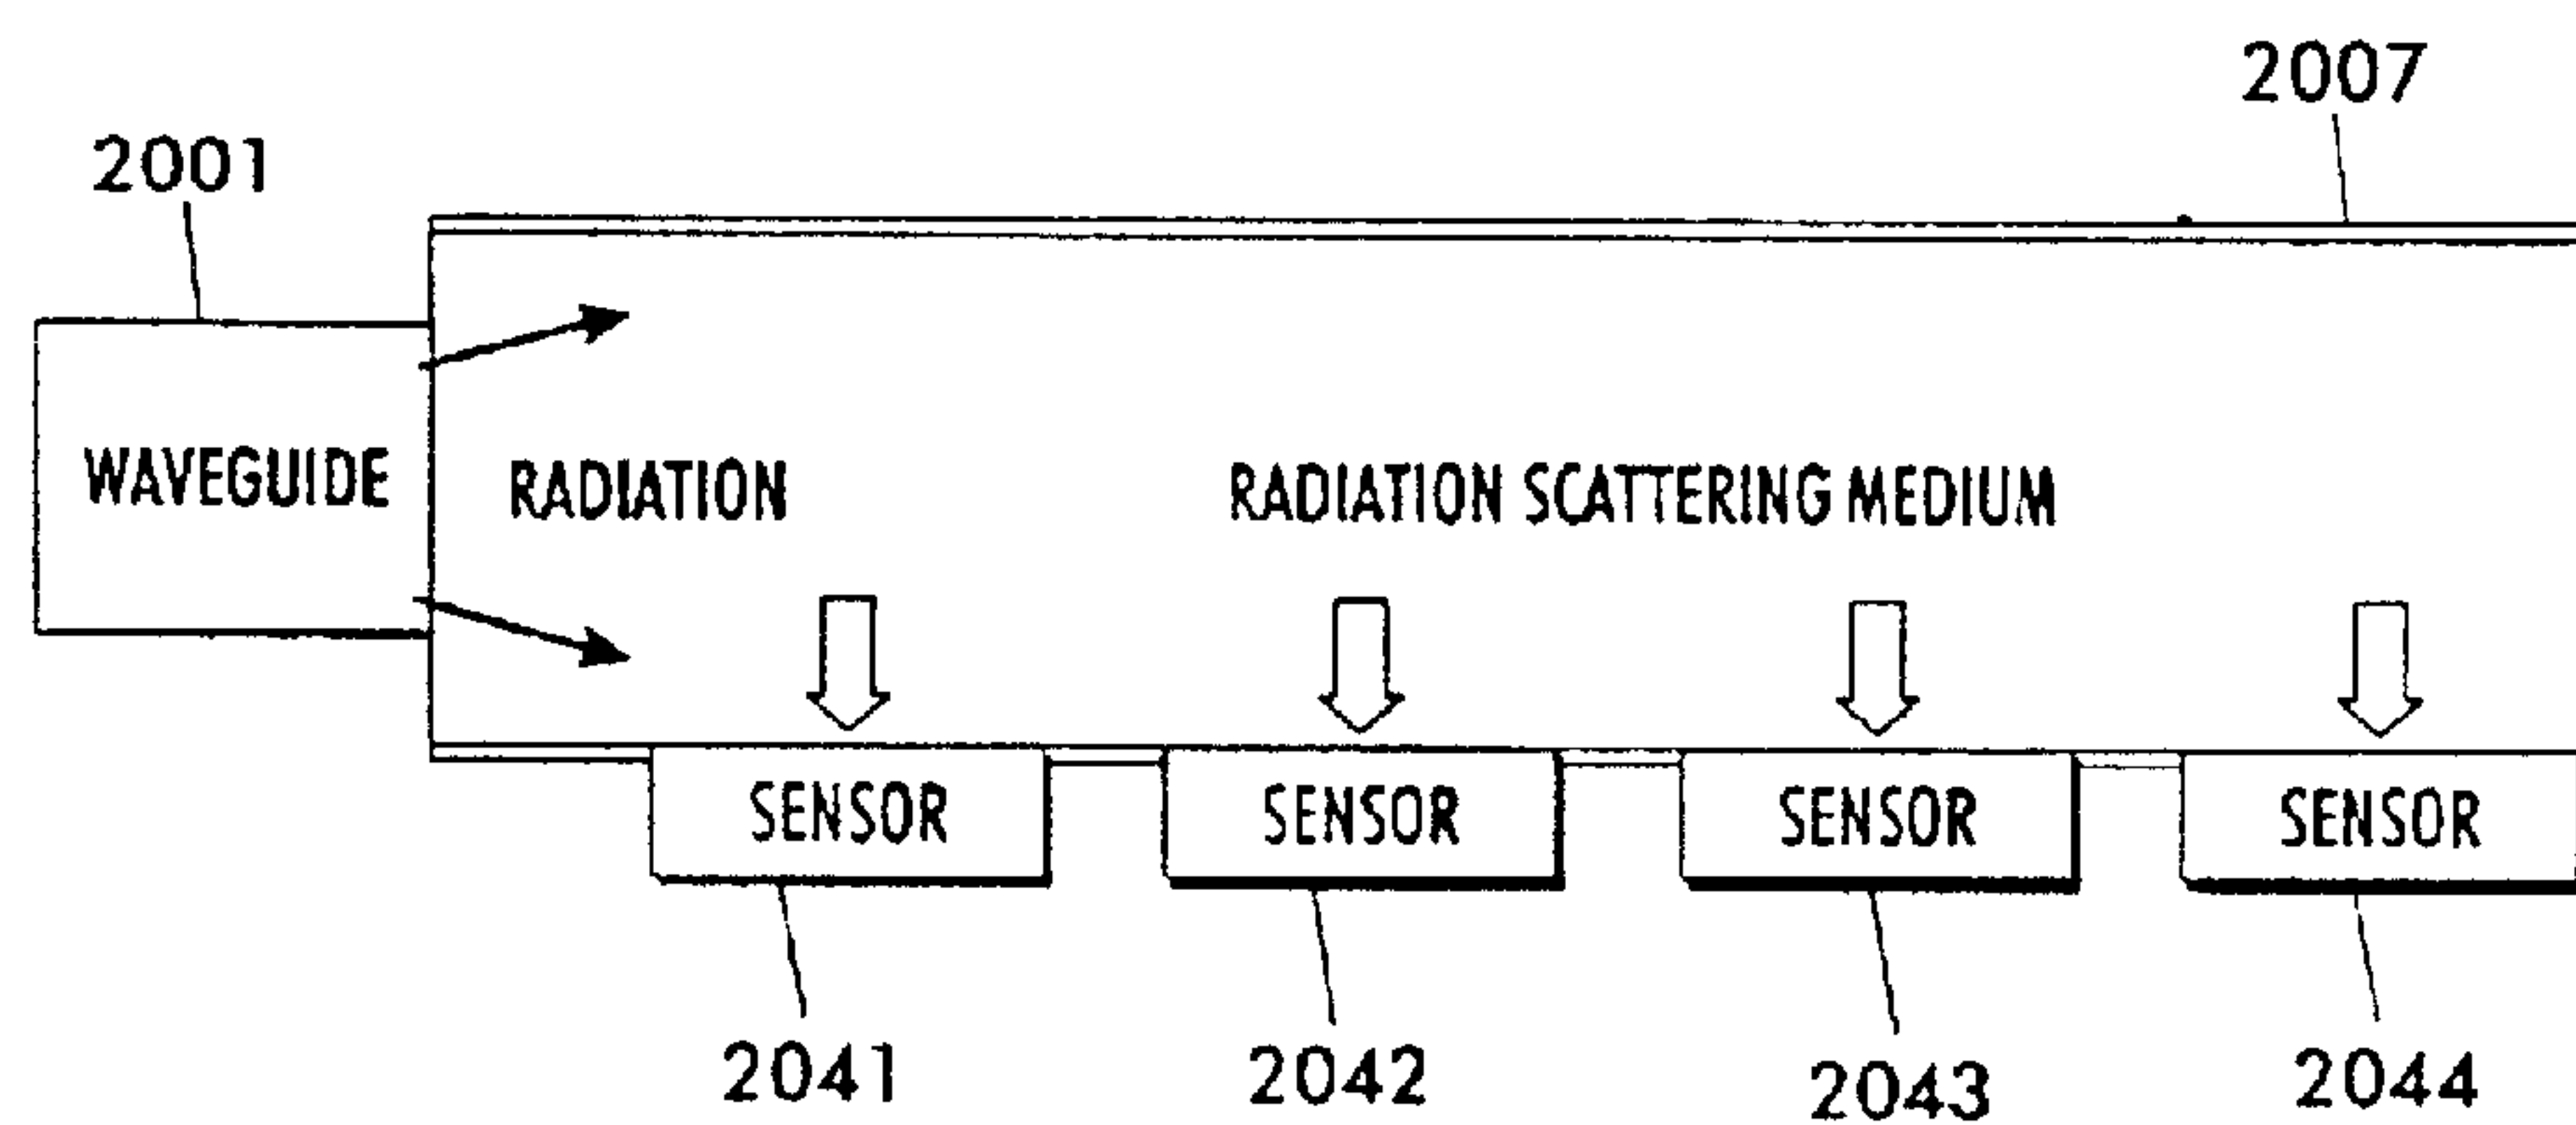 2007
2001
WAVEGUIDE
RADIATION
RADIATION SCATTERING MEDIUM
SENSOR
SENSOR
SENSOR
SENSOR
2041
2042
2043
2044